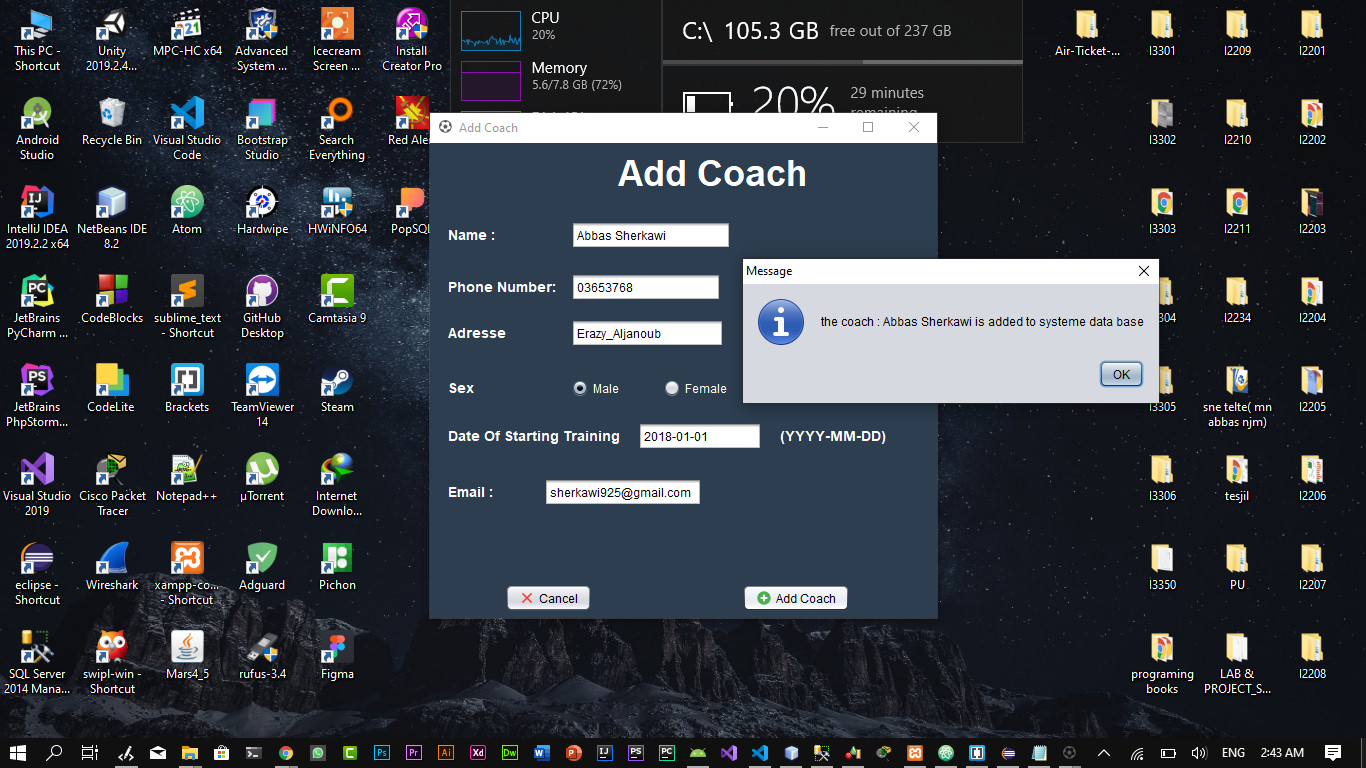 This PC -
Shortcut
Unity
2019.2.4...
MPC-HC x64
Advanced
System ...
Icecream
Screen ...
Install
Creator Pro
CPU
20%
Memory
5.6/7.8 GB (72%)
C:\ 105.3 GB free out of 237 GB
20%
29 minutes
remaining
Air-Ticket-...
I3301
I2209
I2201
Android
Studio
Recycle Bin
Visual Studio
Code
Bootstrap
Studio
Search
Everything
Red Ale
I3302
I2210
I2202
IntelliJ IDEA
2019.2.2 x64
NetBeans IDE
8.2
Atom
Hardwipe
HWiNFO64
PopSQL
I3303
I2211
I2203
JetBrains
PyCharm ...
CodeBlocks
sublime_text
- Shortcut
GitHub
Desktop
Camtasia 9
304
I2234
I2204
JetBrains
PhpStorm...
CodeLite
Brackets
TeamViewer
14
Steam
I3305
sne telte( mn
abbas njm)
I2205
Visual Studio
2019
Cisco Packet
Tracer
Notepad++
µTorrent
Internet
Downlo...
I3306
tesjil
I2206
eclipse -
Shortcut
Wireshark
xampp-co...
- Shortcut
Adguard
Pichon
I3350
PU
I2207
SQL Server
2014 Mana...
swipl-win -
Shortcut
Mars4_5
rufus-3.4
Figma
programing
books
LAB &
PROJECT_S...
I2208
Add Coach
Add Coach
Name :
Abbas Sherkawi
Phone Number:
03653768
Adresse
Erazy_Aljanoub
Sex
Male
Female
Date Of Starting Training
2018-01-01
(YYYY-MM-DD)
Email :
sherkawi925@gmail.com
Cancel
Add Coach
Message
the coach : Abbas Sherkawi is added to systeme data base
OK
ENG
2:43 AM